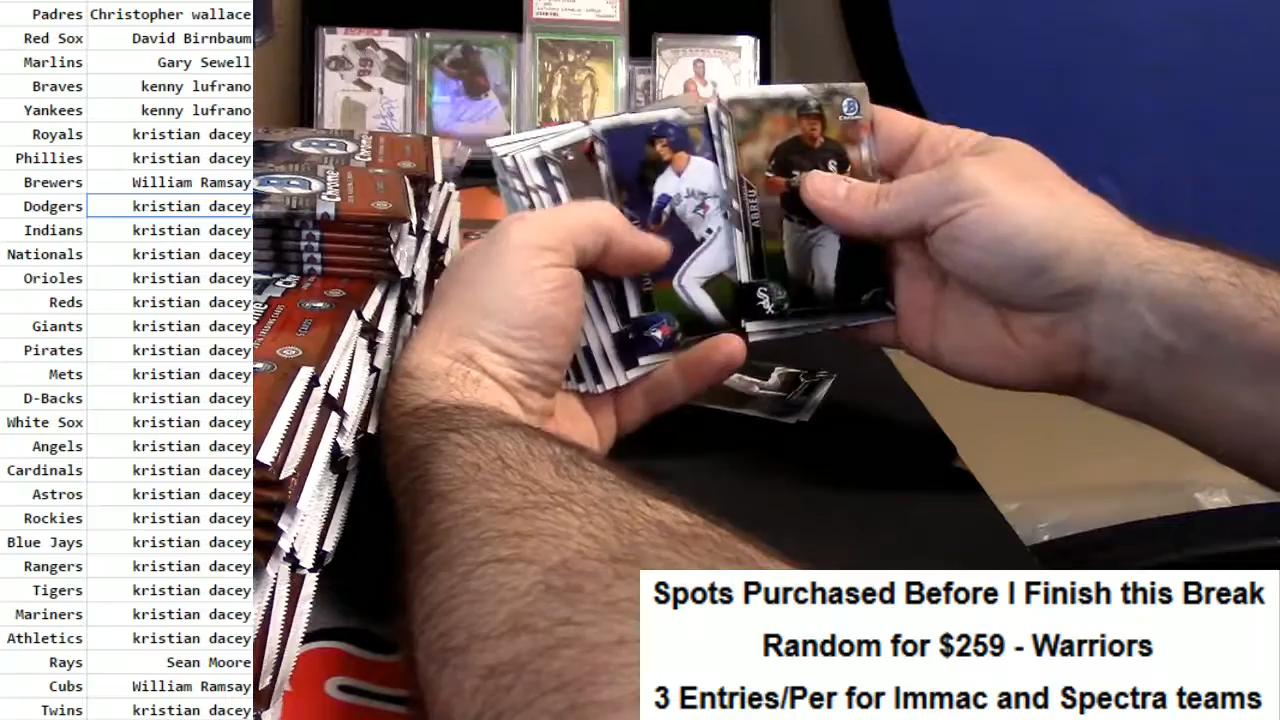 Padres Christopher wallace
Red Sox David Birnbaum
Marlins Gary Sewell
Braves kenny lufrano
Yankees kenny lufrano
Royals kristian dacey
Phillies kristian dacey
Brewers William Ramsay
Dodgers kristian dacey
Indians kristian dacey
Nationals kristian dacey
Orioles kristian dacey
Reds kristian dacey
Giants kristian dacey
Pirates kristian dacey
Mets kristian dacey
D-Backs kristian dacey
White Sox kristian dacey
Angels kristian dacey
Cardinals kristian dacey
Astros kristian dacey
Rockies kristian dacey
Blue Jays kristian dacey
Rangers kristian dacey
Tigers kristian dacey
Mariners kristian dacey
Athletics kristian dacey
Rays Sean Moore
Cubs William Ramsay
Twins kristian dacey
ABREU
Chrome
Chrome
Spots Purchased Before I Finish this Break
Random for $259 - Warriors
3 Entries/Per for Immac and Spectra teams